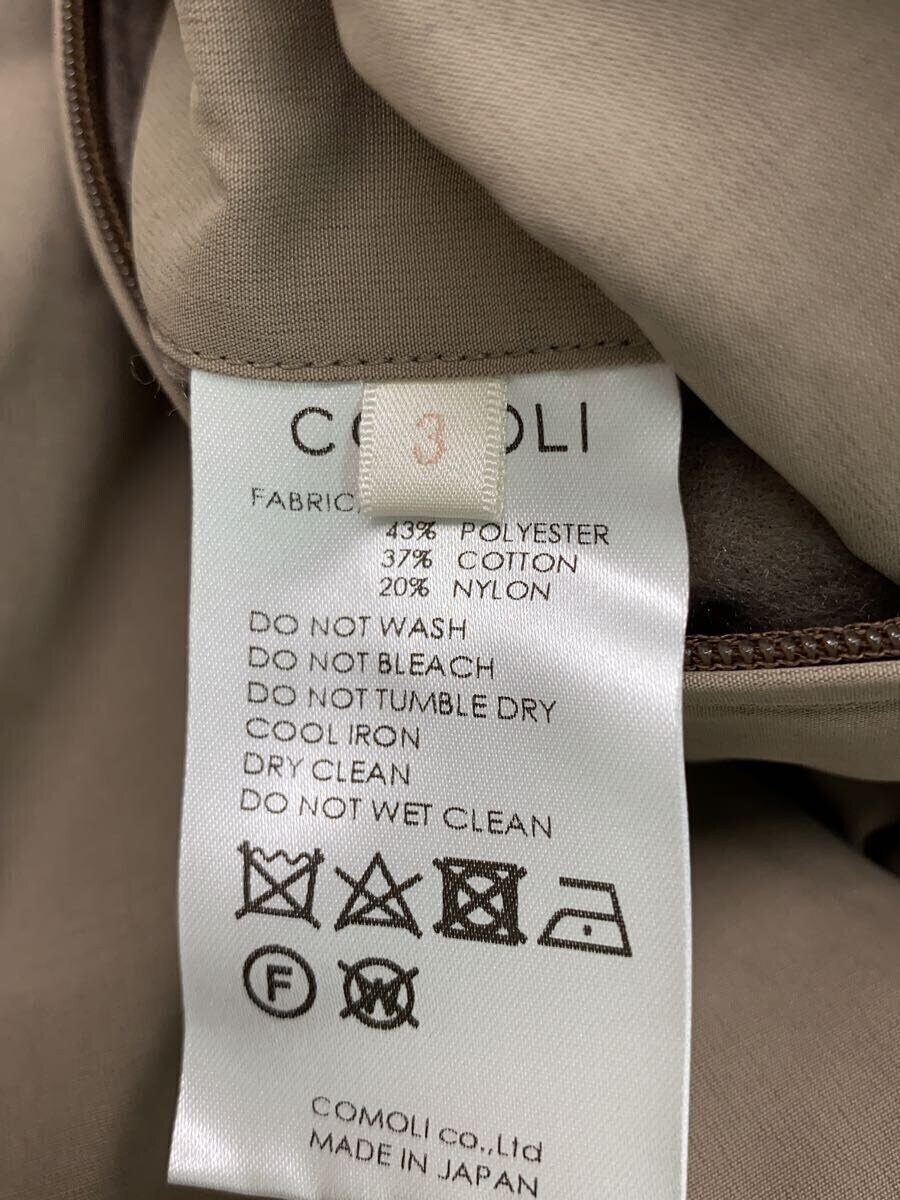 3
FABRIC
43% POLYESTER
37% COTTON
20% NYLON
DO NOT WASH
DO NOT BLEACH
DO NOT TUMBLE DRY
COOL IRON
DRY CLEAN
DO NOT WET CLEAN
F W
COMOLI co.,Ltd
MADE IN JAPAN